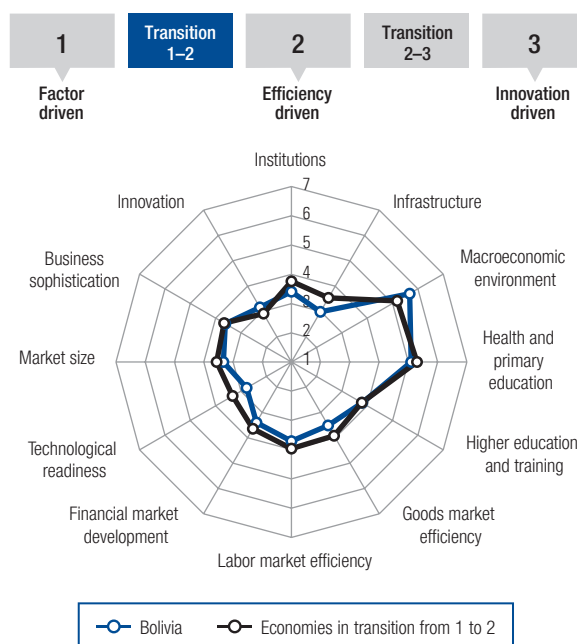 1
Transition
1–2
2
Transition
2–3
3
Factor
driven
Efficiency
driven
Innovation
driven
Institutions
7
6
5
4
3
2
1
Infrastructure
Macroeconomic
environment
Health and
primary
education
Higher education
and training
Goods market
efficiency
Labor market efficiency
Financial market
development
Technological
readiness
Market size
Business
sophistication
Innovation
Bolivia
Economies in transition from 1 to 2